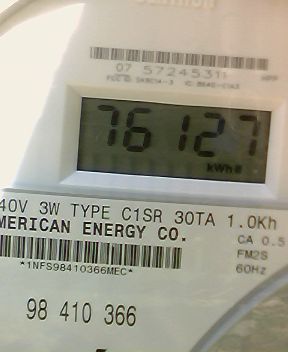 07 57245311
76127
kWh
40V 3W TYPE C1SR 30TA 1.0Kh
MERICAN ENERGY CO.
CA 0.5
*1NFS98410366MEC*
FM2S
60Hz
98 410 366